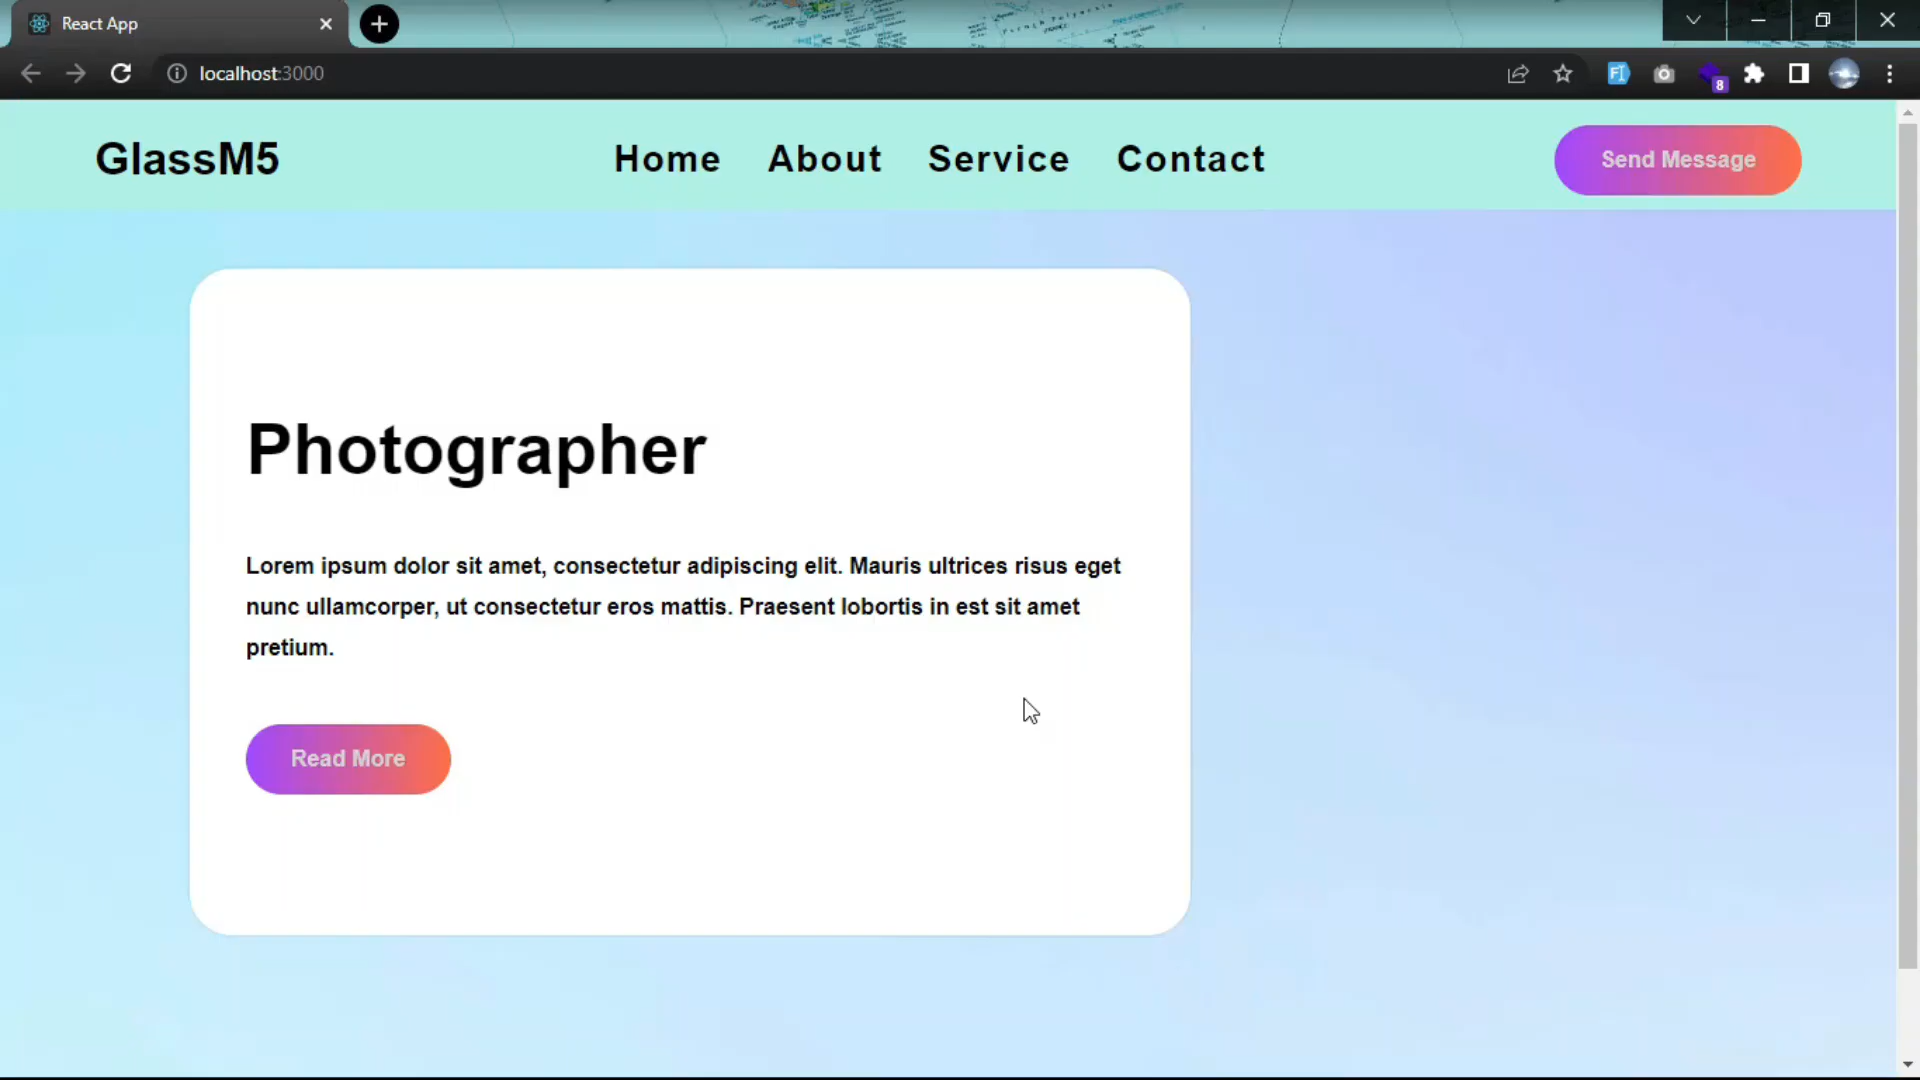 React App
localhost:3000
8
GlassM5
Home
About
Service
Contact
Send Message
Photographer
Lorem ipsum dolor sit amet, consectetur adipiscing elit. Mauris ultrices risus eget
nunc ullamcorper, ut consectetur eros mattis. Praesent lobortis in est sit amet
pretium.
Read More